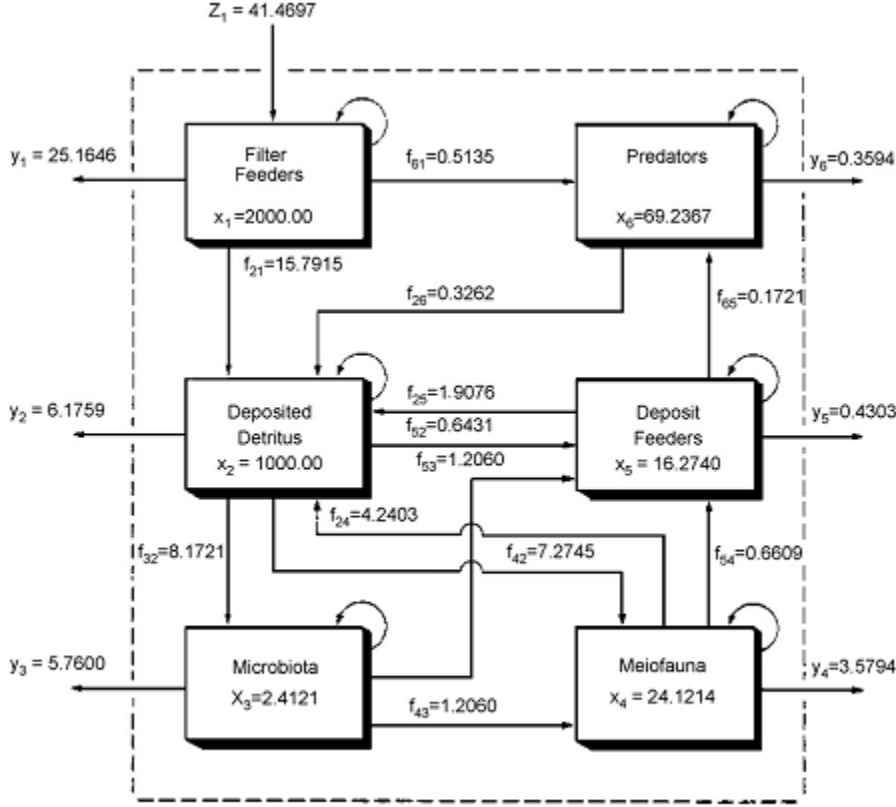 Z₁ = 41.4697
Filter
Feeders
x₁=2000.00
Predators
x₆=69.2367
y₁ = 25.1646
f₆₁=0.5135
y₆=0.3594
f₂₁=15.7915
f₂₆=0.3262
f₆₅=0.1721
Deposited
Detritus
x₂ = 1000.00
Deposit
Feeders
x₅ = 16.2740
y₂ = 6.1759
f₂₅=1.9076
f₅₂=0.6431
f₅₃=1.2060
y₅=0.4303
f₂₄=4.2403
f₃₂=8.1721
f₄₂=7.2745
f₅₄=0.6609
Microbiota
X₃=2.4121
Meiofauna
x₄ = 24.1214
y₃ = 5.7600
f₄₃=1.2060
y₄=3.5794